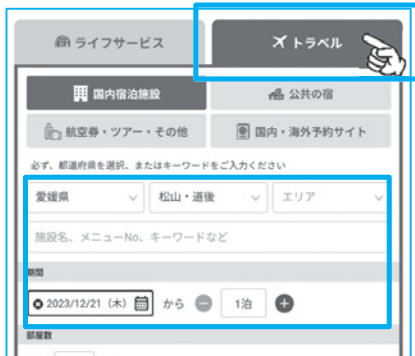 ライフサービス トラベル
国内宿泊施設 公共の宿
航空券・ツアー・その他 国内・海外予約サイト
必ず、都道府県を選択、またはキーワードをご入力ください
愛媛県 松山・道後 エリア
施設名、メニューNo、キーワードなど
期間
2023/12/21 (木) から 1泊
部屋数